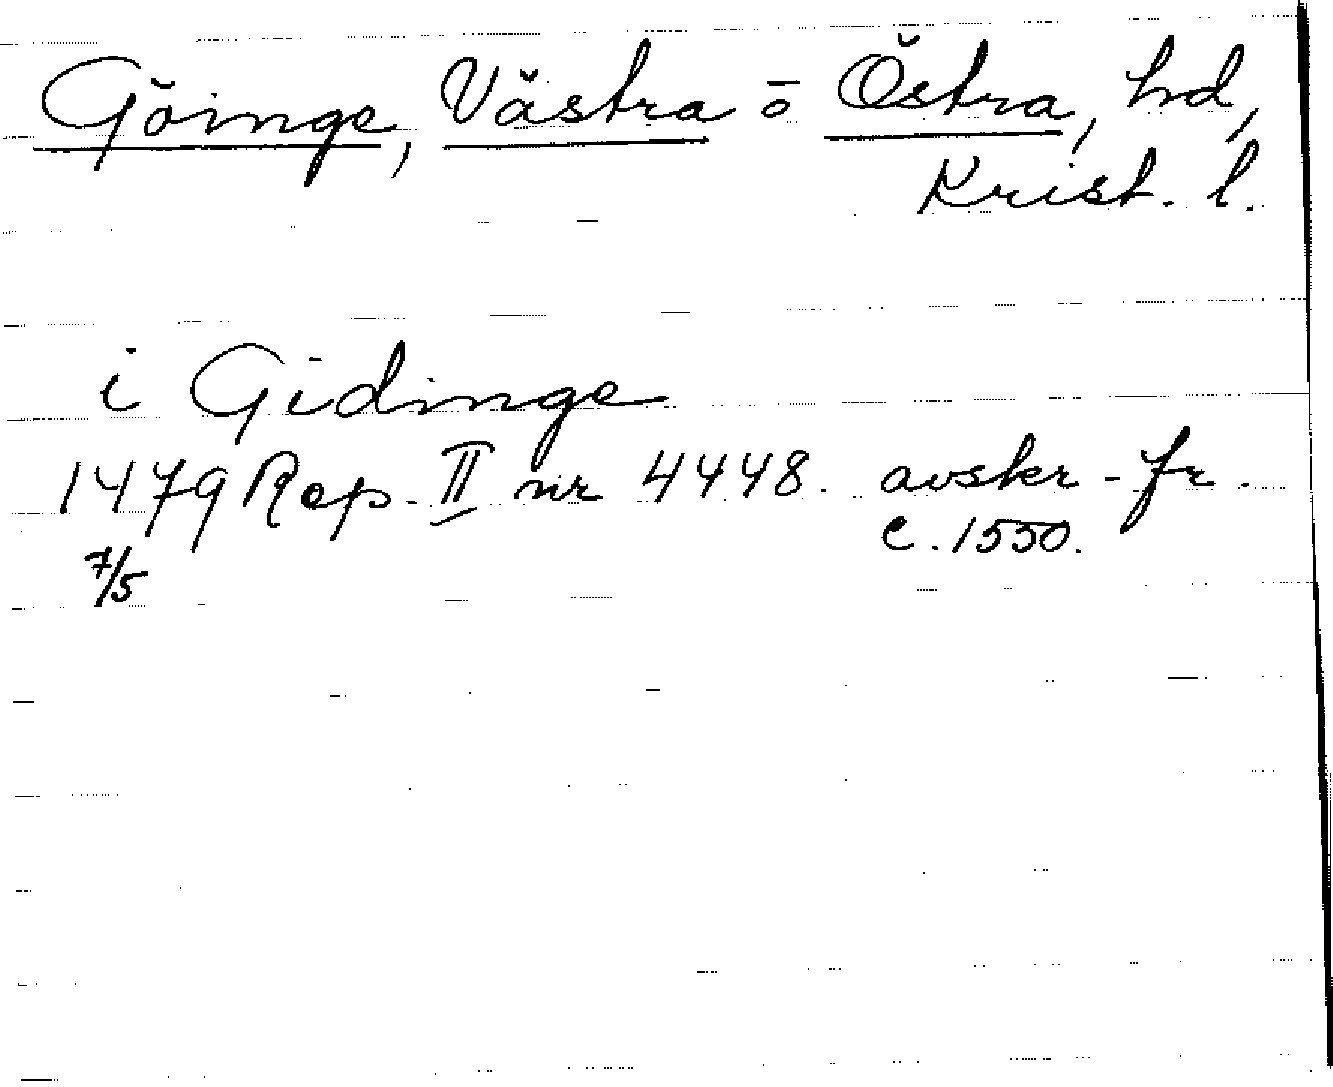 Göinge, Västra o Östra, hd,
Krist. l.
i Gidinge
1479 Rep. II nr 4448. avskr. fr.
7/5
c. 1550.